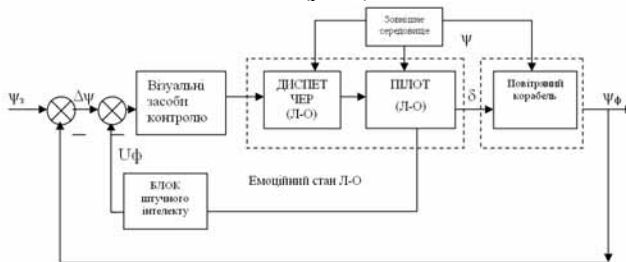 Зовнішнє
середовище
ψ
ψз
Δψ
Візуальні
засоби
контролю
ДИСПЕТ
ЧЕР
(Л-О)
ПІЛОТ
(Л-О)
δ
Повітряний
корабель
ψф
Uф
БЛОК
штучного
інтелекту
Емоційний стан Л-О